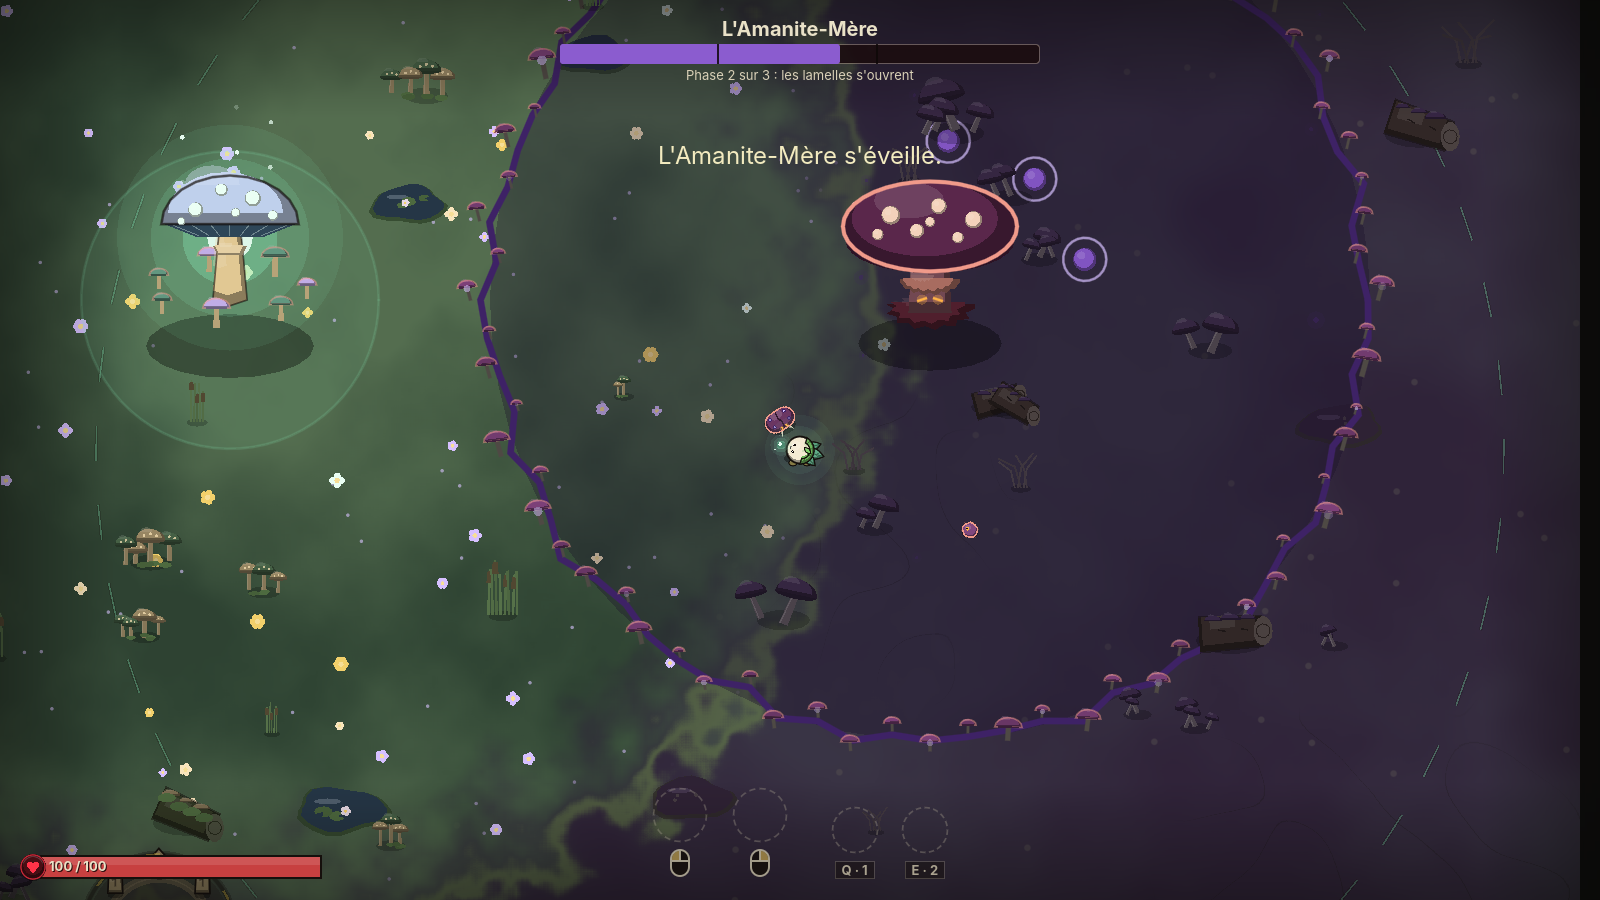 L'Amanite-Mère
Phase 2 sur 3 : les lamelles s'ouvrent
L'Amanite-Mère s'éveille.
100 / 100
Q · 1
E · 2